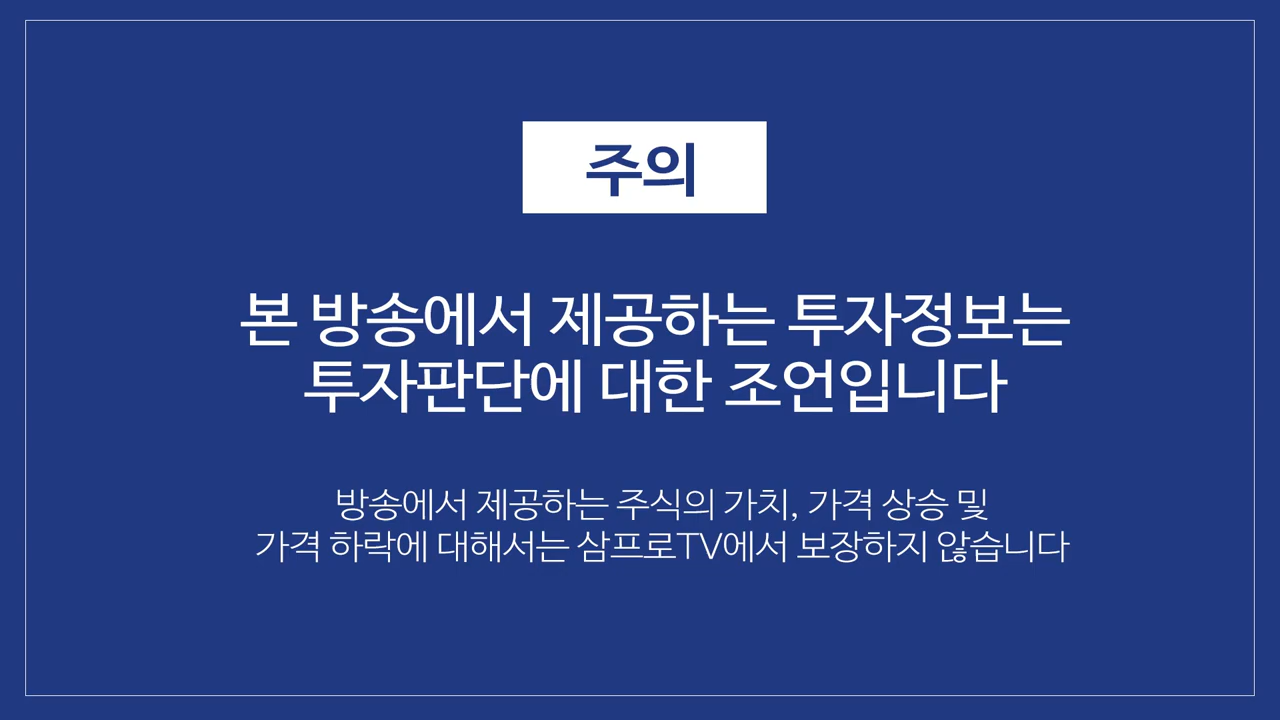 주의
본 방송에서 제공하는 투자정보는
투자판단에 대한 조언입니다
방송에서 제공하는 주식의 가치, 가격 상승 및
가격 하락에 대해서는 삼프로TV에서 보장하지 않습니다